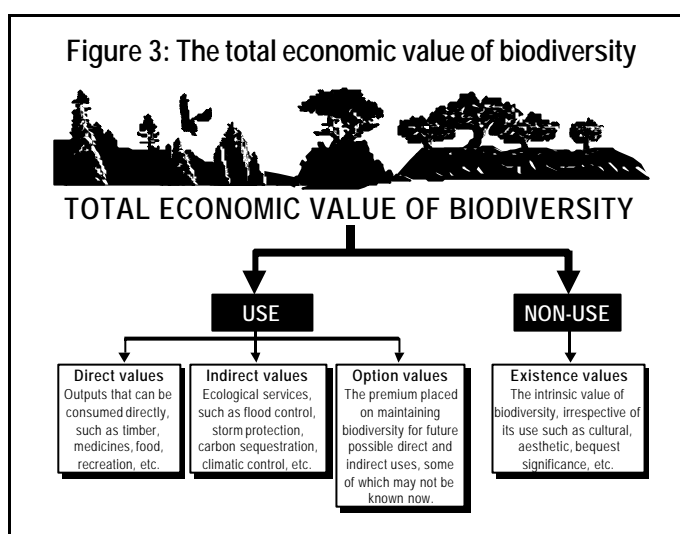 Figure 3: The total economic value of biodiversity
TOTAL ECONOMIC VALUE OF BIODIVERSITY
USE
NON-USE
Direct values
Outputs that can be
consumed directly,
such as timber,
medicines, food,
recreation, etc.
Indirect values
Ecological services,
such as flood control,
storm protection,
carbon sequestration,
climatic control, etc.
Option values
The premium placed
on maintaining
biodiversity for future
possible direct and
indirect uses, some
of which may not be
known now.
Existence values
The intrinsic value of
biodiversity, irrespective of
its use such as cultural,
aesthetic, bequest
significance, etc.